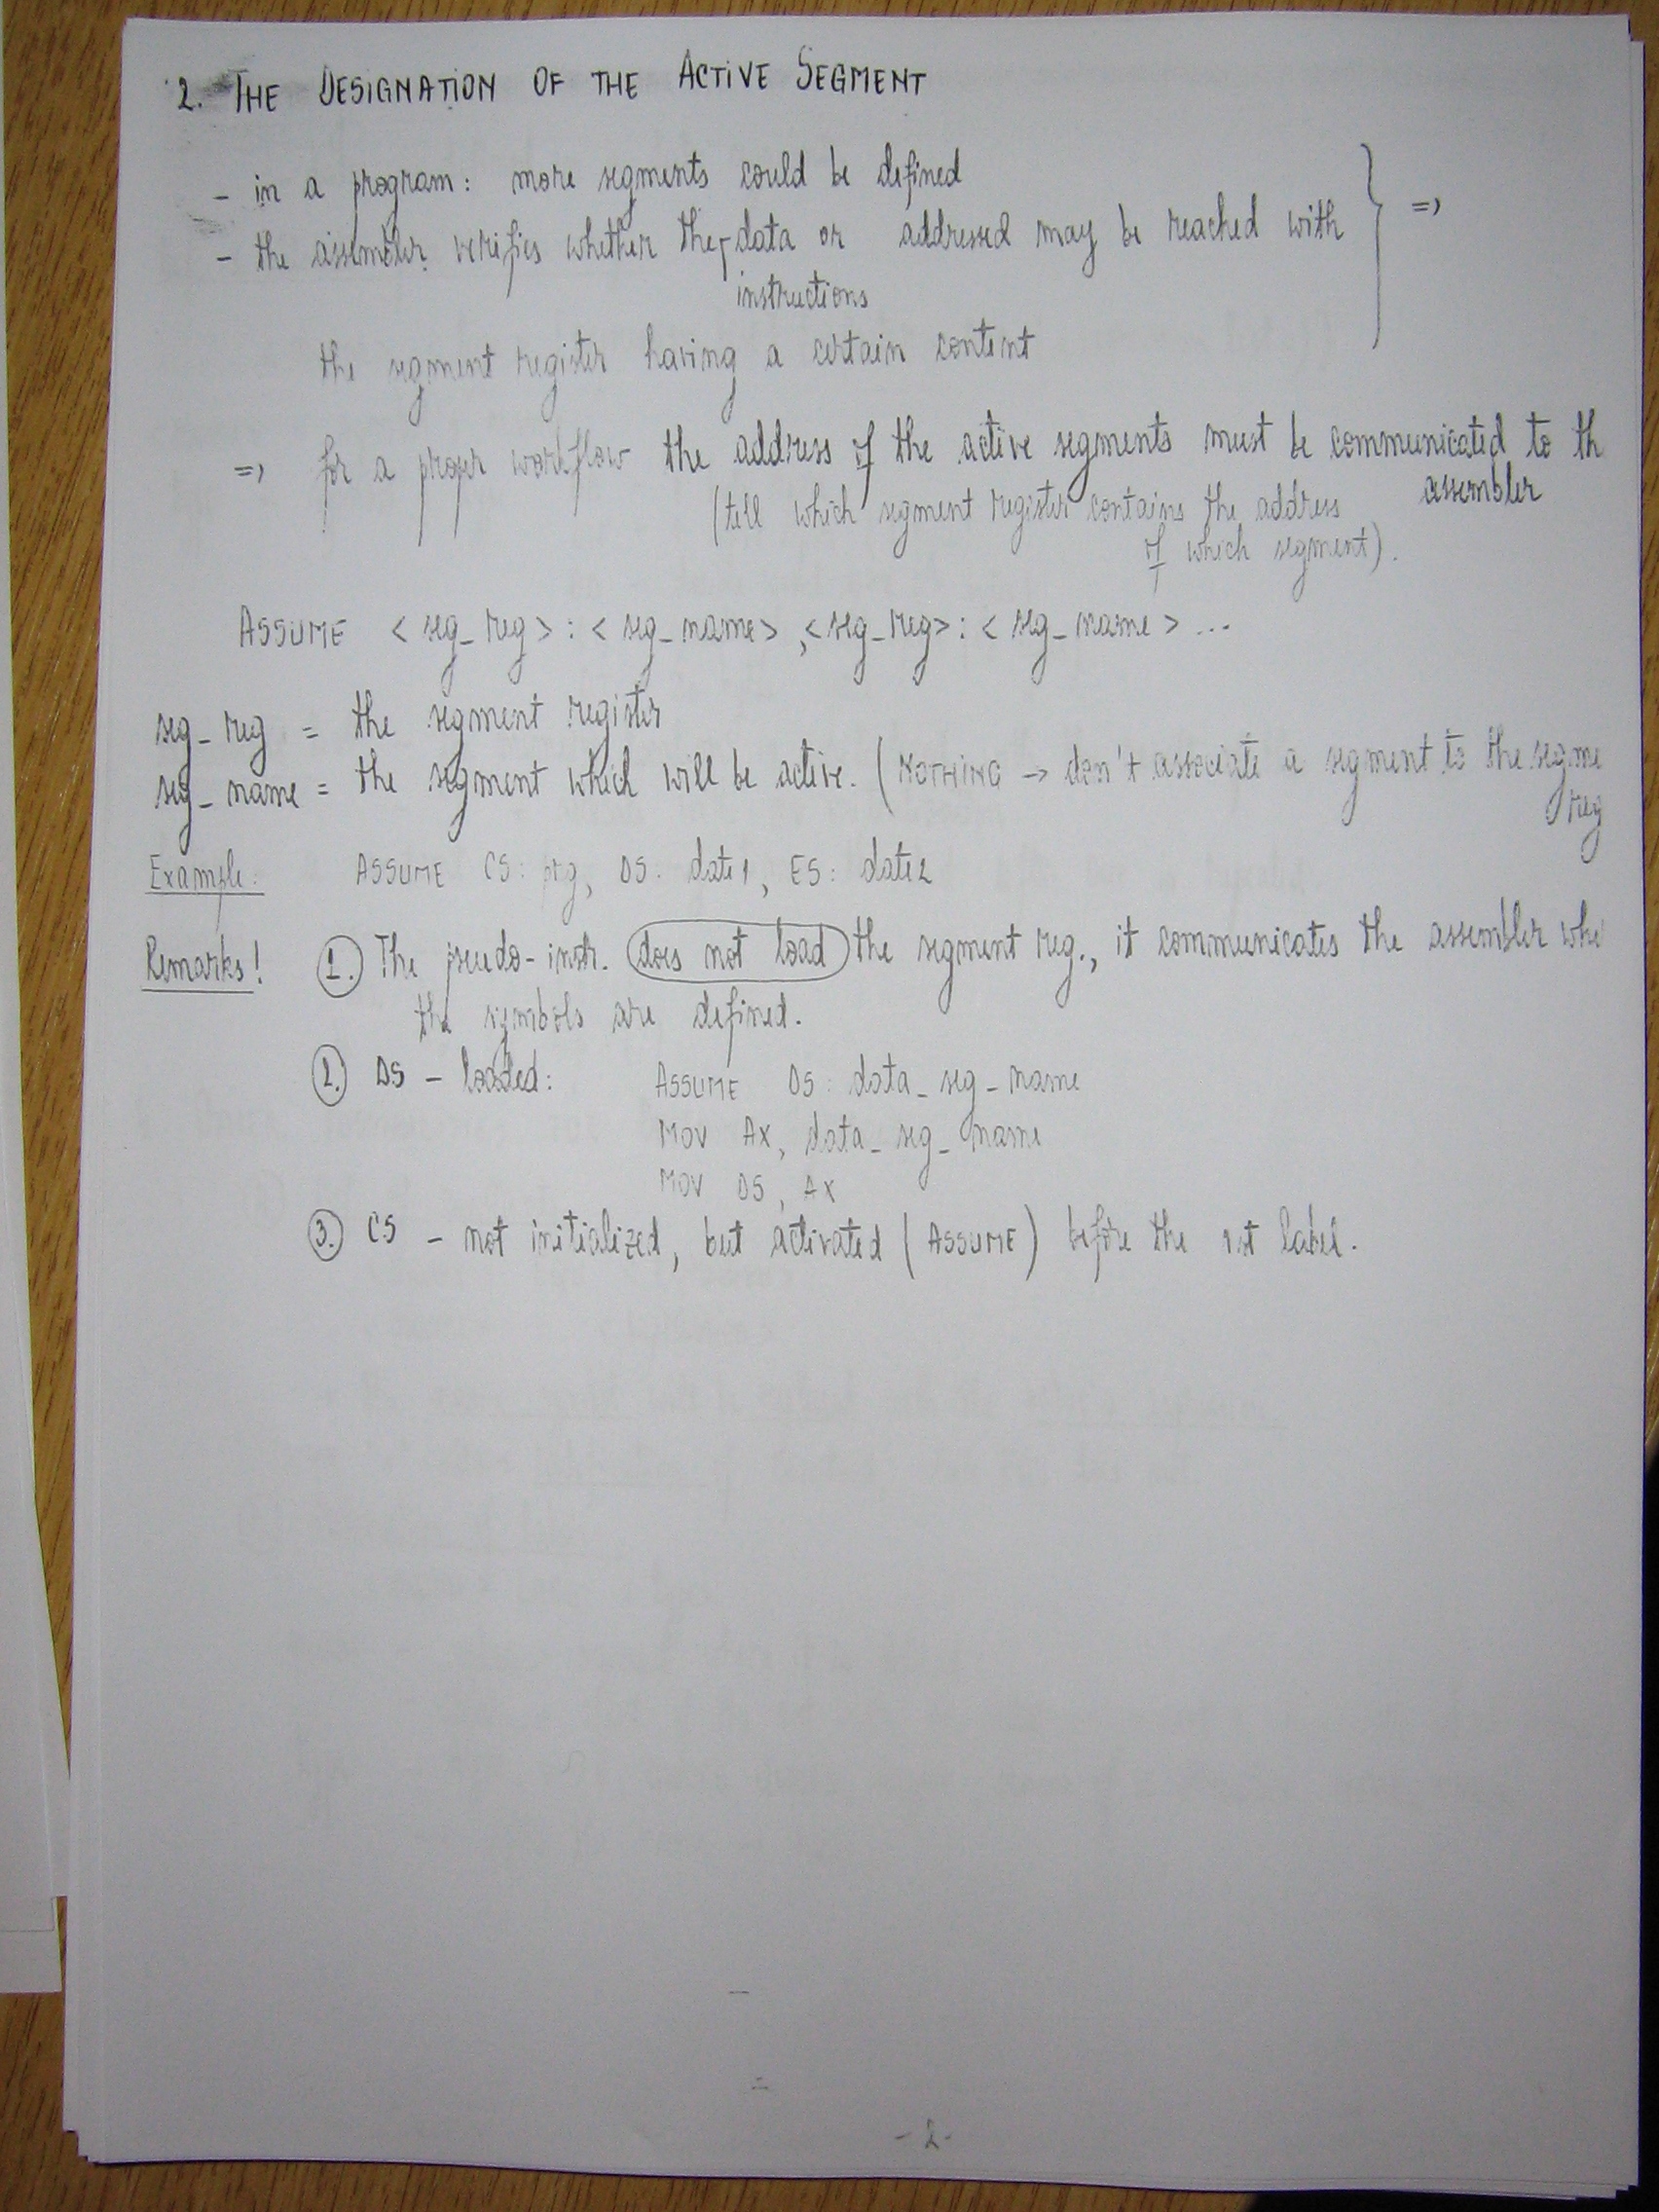 2. THE DESIGNATION OF THE ACTIVE SEGMENT
- in a program: more segments could be defined } =>
- the assembler verifies whether the data or addressed may be reached with
instructions
the segment register having a certain content
=> for a proper workflow the address of the active segments must be communicated to th
assembler
(tell which segment register contains the address
of which segment).
ASSUME <seg_reg>:<seg_name>,<seg_reg>:<seg_name>...
seg_reg = the segment register
seg_name = the segment which will be active. (NOTHING -> don't associate a segment to the segme
reg
Example: ASSUME CS: prg, DS: date1, ES: date2
Remarks! 1. The pseudo-instr. does not load the segment reg., it communicates the assembler whe
the symbols are defined.
2. DS - loaded: ASSUME DS: data_seg_name
MOV AX, data_seg_name
MOV DS, AX
3. CS - not initialized, but activated (ASSUME) before the 1st label.
- 2 -